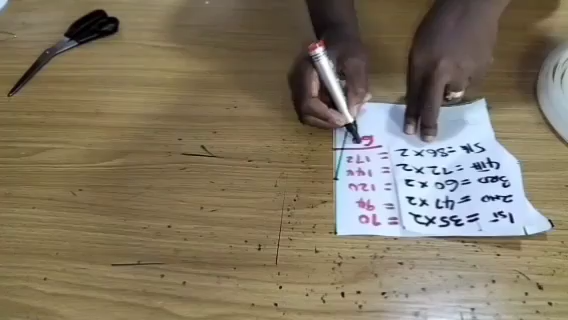 1ST = 35 x 2 = 70
2ND = 47 x 2 = 94
3RD = 60 x 2 = 120
4TH = 72 x 2 = 144
5TH = 86 x 2 = 172